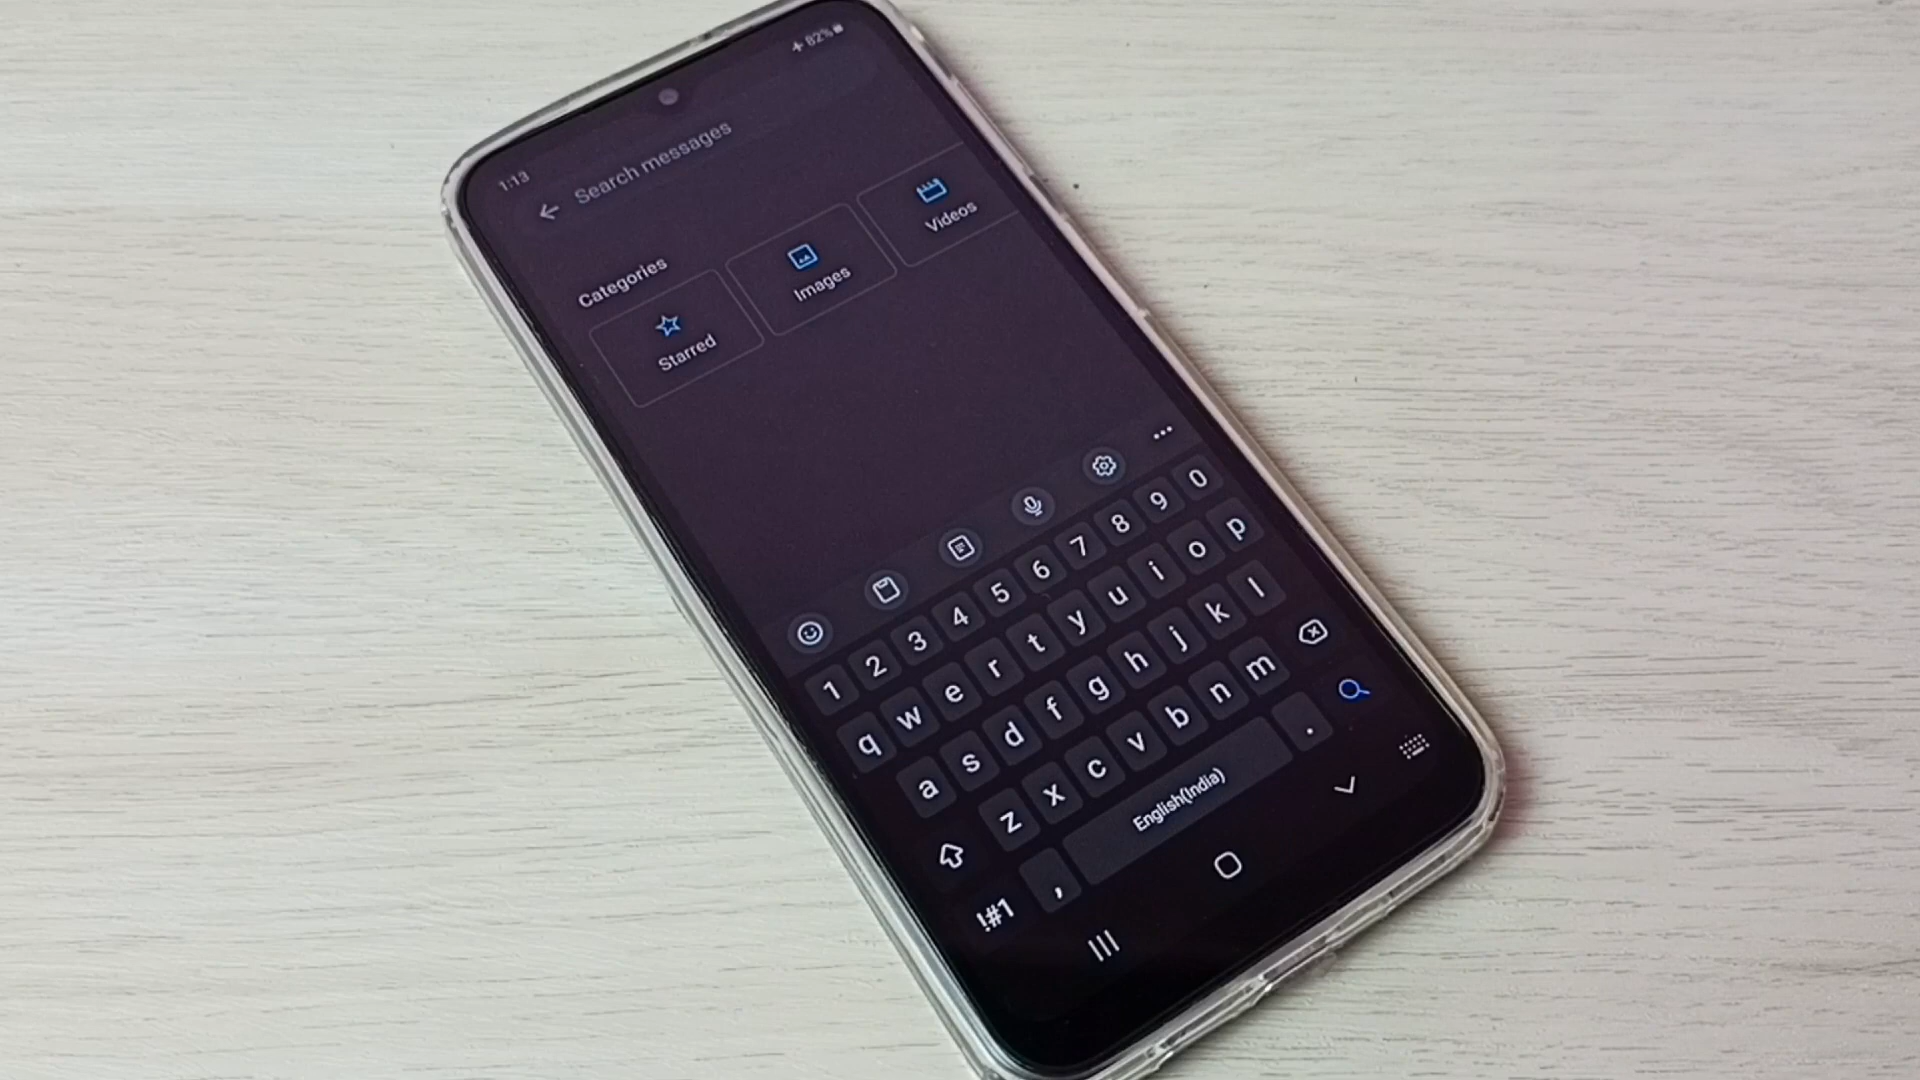 1:13
82%
Search messages
Categories
Starred
Images
Videos
1 2 3 4 5 6 7 8 9 0
q w e r t y u i o p
a s d f g h j k l
z x c v b n m
!#1 , English(India) .